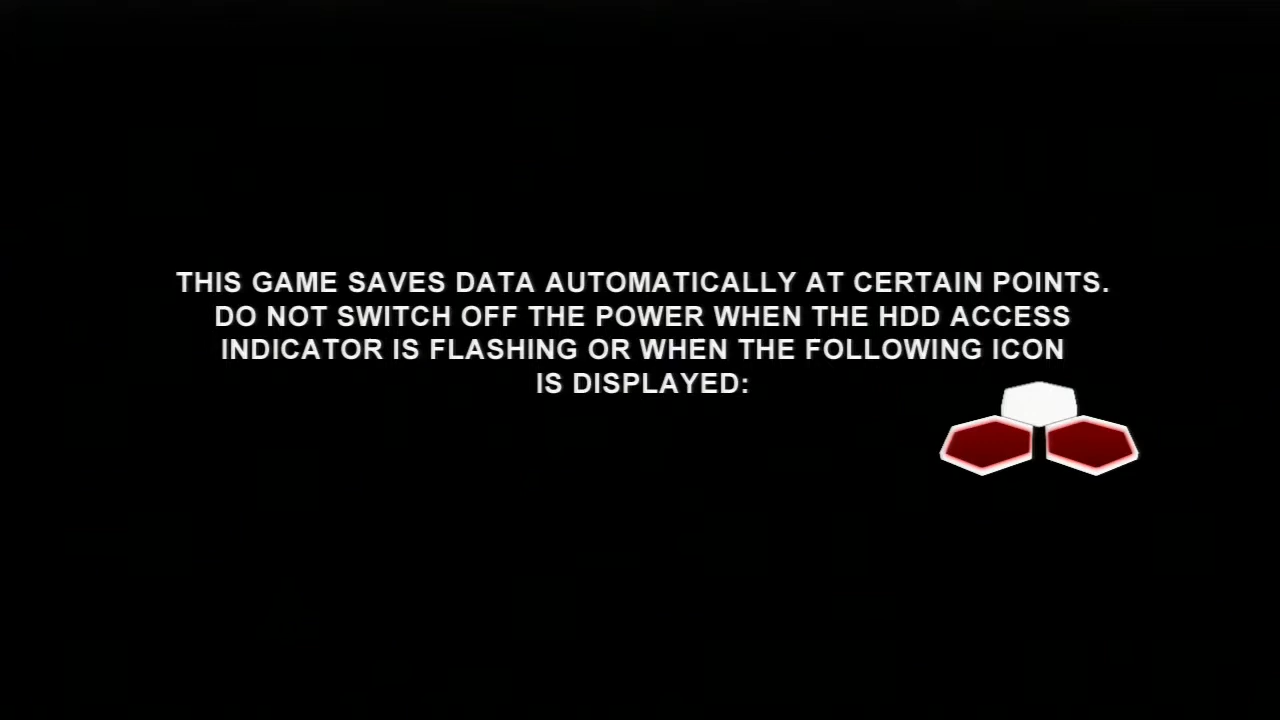 THIS GAME SAVES DATA AUTOMATICALLY AT CERTAIN POINTS.
DO NOT SWITCH OFF THE POWER WHEN THE HDD ACCESS
INDICATOR IS FLASHING OR WHEN THE FOLLOWING ICON
IS DISPLAYED: